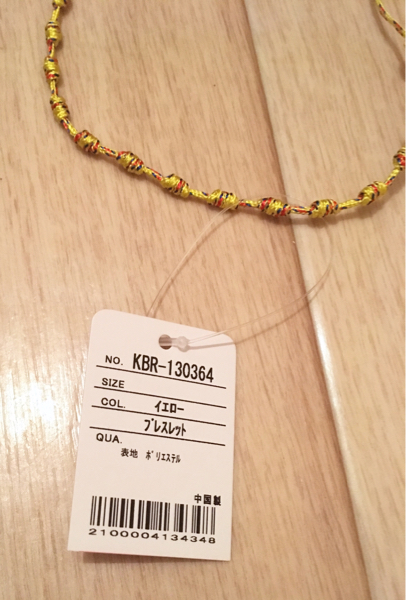 NO. KBR-130364
SIZE
COL. イエロー
ブレスレット
QUA.
表地 ポリエステル
中国製
2100004134348